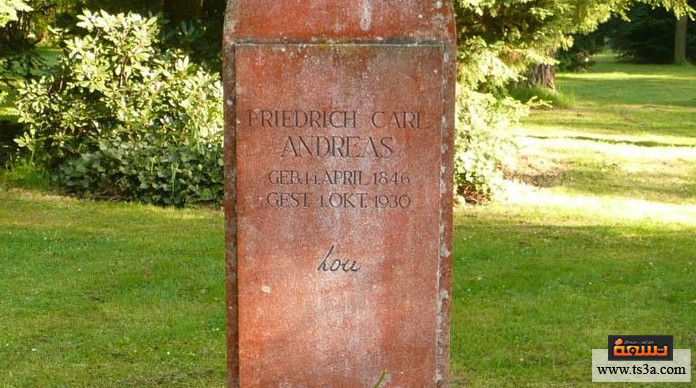 FRIEDRICH CARL
ANDREAS
GEB. 14. APRIL 1846
GEST. 4. OKT. 1930
Lou
تسعة
www.ts3a.com